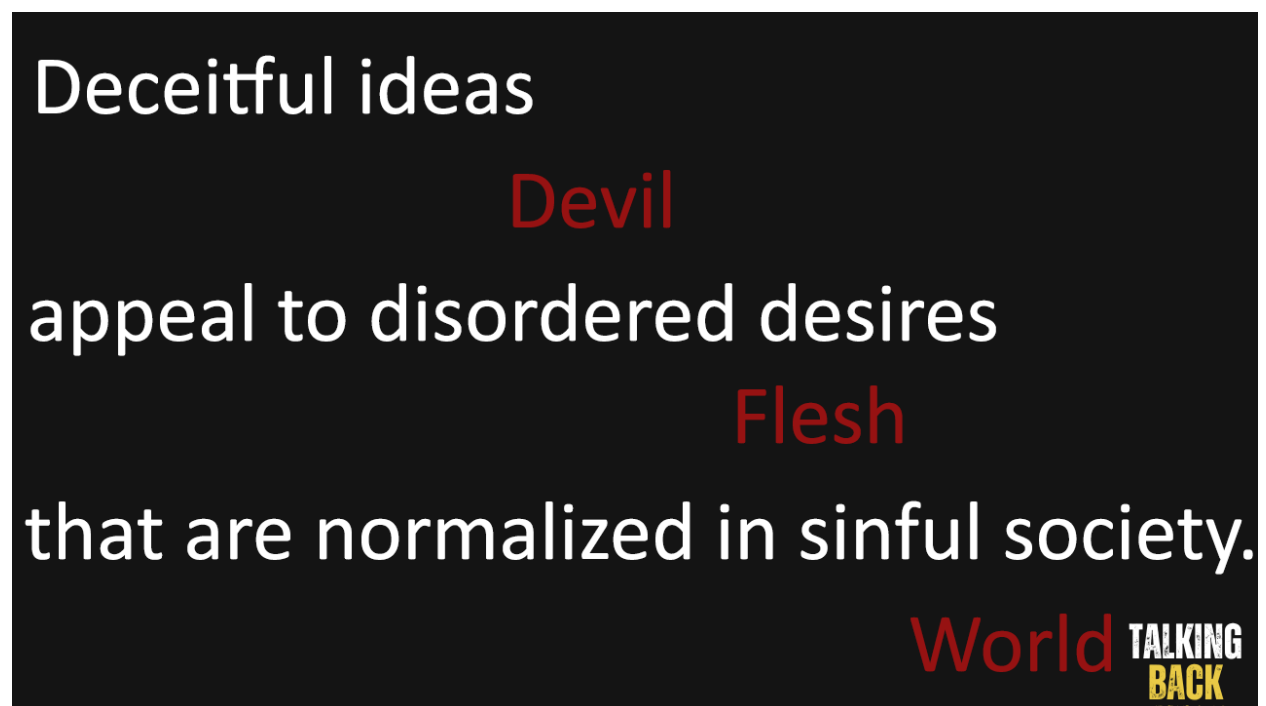 Deceitful ideas
Devil
appeal to disordered desires
Flesh
that are normalized in sinful society.
World
TALKING
BACK